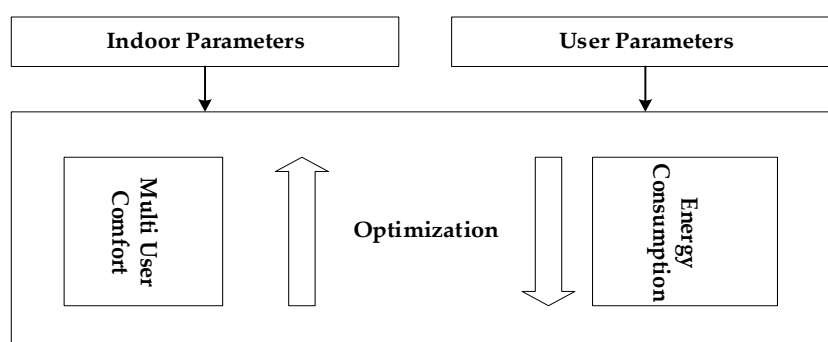 Indoor Parameters
User Parameters
Multi User
Comfort
Optimization
Energy
Consumption